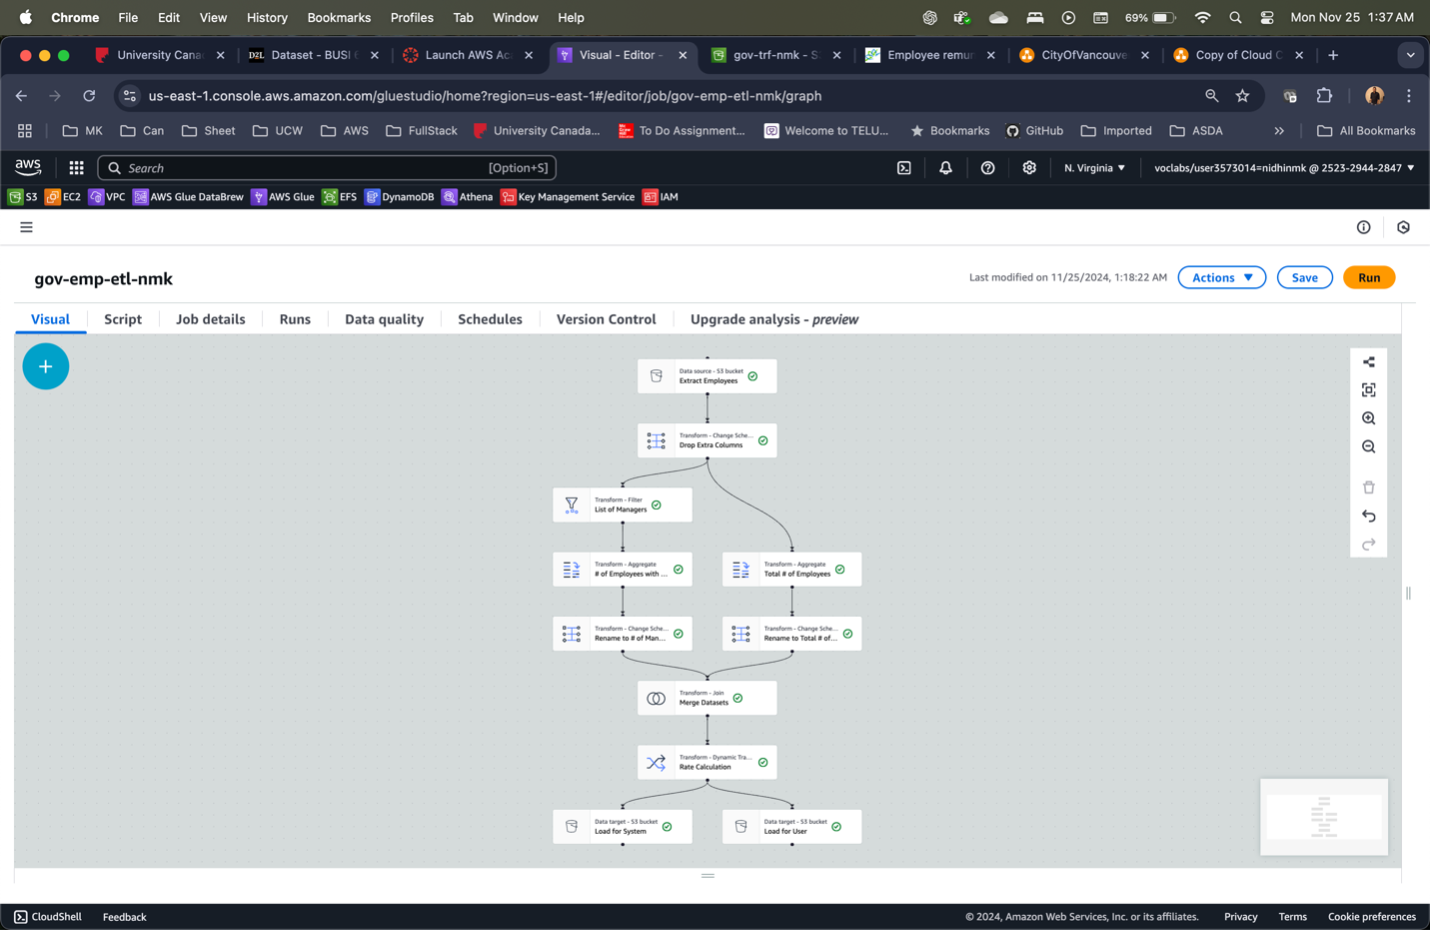 Chrome File Edit View History Bookmarks Profiles Tab Window Help 69% Mon Nov 25 1:37 AM
University Cana Dataset - BUSI 6 Launch AWS Aca Visual - Editor - gov-trf-nmk - S Employee remun CityOfVancouve Copy of Cloud C
us-east-1.console.aws.amazon.com/gluestudio/home?region=us-east-1#/editor/job/gov-emp-etl-nmk/graph
MK Can Sheet UCW AWS FullStack University Canada... To Do Assignment... Welcome to TELU... Bookmarks GitHub Imported ASDA » All Bookmarks
aws Search [Option+S] N. Virginia voclabs/user3573014=nidhinmk @ 2523-2944-2847
S3 EC2 VPC AWS Glue DataBrew AWS Glue EFS DynamoDB Athena Key Management Service IAM
gov-emp-etl-nmk Last modified on 11/25/2024, 1:18:22 AM Actions Save Run
Visual Script Job details Runs Data quality Schedules Version Control Upgrade analysis - preview
Data source - S3 bucket
Extract Employees
Transform - Change Sche...
Drop Extra Columns
Transform - Filter
List of Managers
Transform - Aggregate
# of Employees with ...
Transform - Aggregate
Total # of Employees
Transform - Change Sche...
Rename to # of Man...
Transform - Change Sche...
Rename to Total # of...
Transform - Join
Merge Datasets
Transform - Dynamic Tra...
Rate Calculation
Data target - S3 bucket
Load for System
Data target - S3 bucket
Load for User
CloudShell Feedback © 2024, Amazon Web Services, Inc. or its affiliates. Privacy Terms Cookie preferences